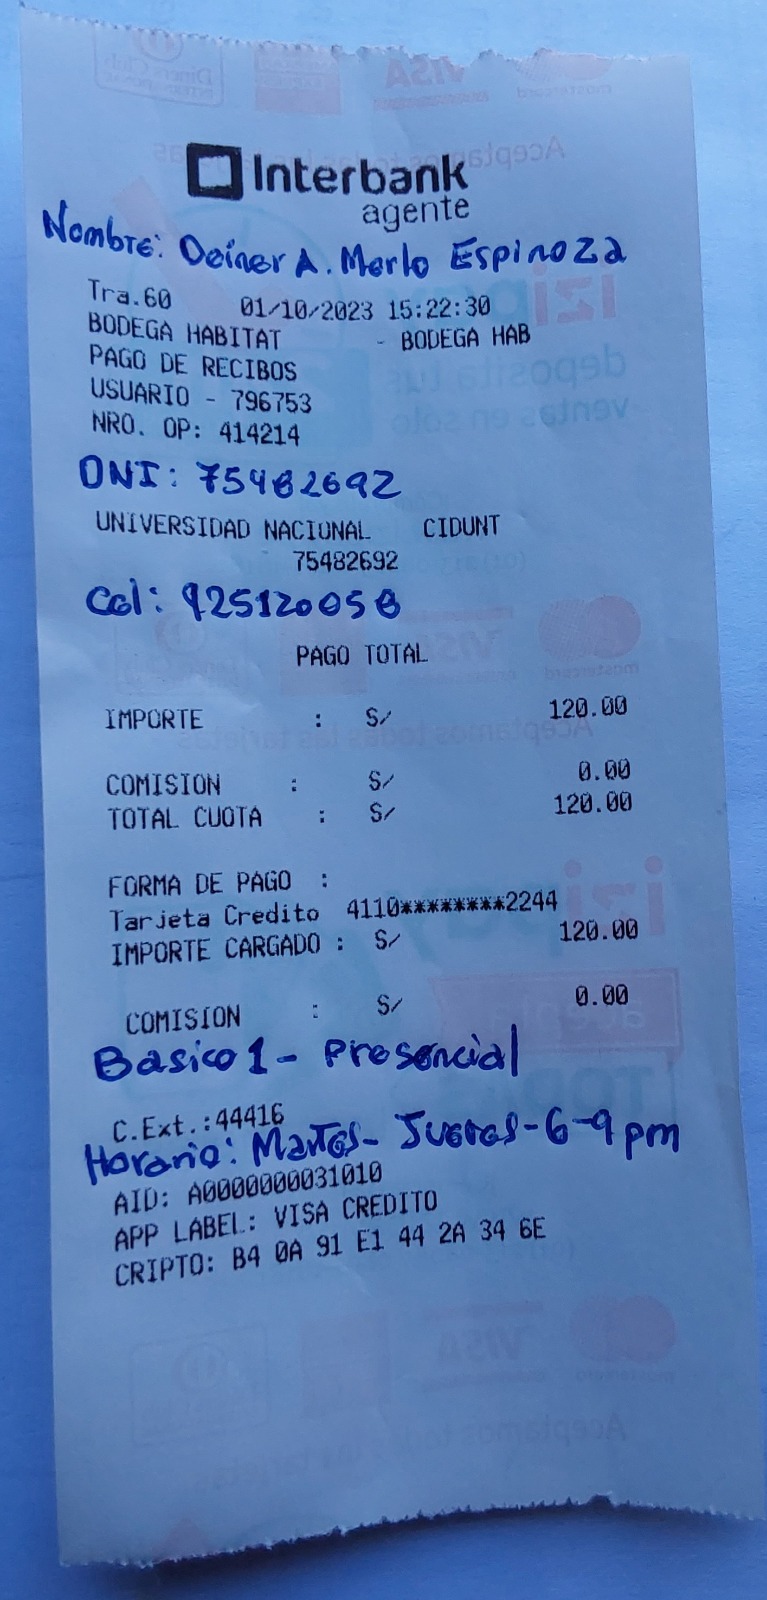 Interbank
agente
Nombre: Deiner A. Merlo Espinoza
Tra.60 01/10/2023 15:22:30
BODEGA HABITAT - BODEGA HAB
PAGO DE RECIBOS
USUARIO - 796753
NRO. OP: 414214
DNI: 75482692
UNIVERSIDAD NACIONAL CIDUNT
75482692
Cel: 925120058
PAGO TOTAL
IMPORTE : S/ 120.00
COMISION : S/ 0.00
TOTAL CUOTA : S/ 120.00
FORMA DE PAGO :
Tarjeta Credito 4110********2244
IMPORTE CARGADO : S/ 120.00
COMISION : S/ 0.00
Basico 1 - Presencial
C.Ext.:44416
Horario: Martes - Jueves - 6-9 pm
AID: A0000000031010
APP LABEL: VISA CREDITO
CRIPTO: B4 0A 91 E1 44 2A 34 6E